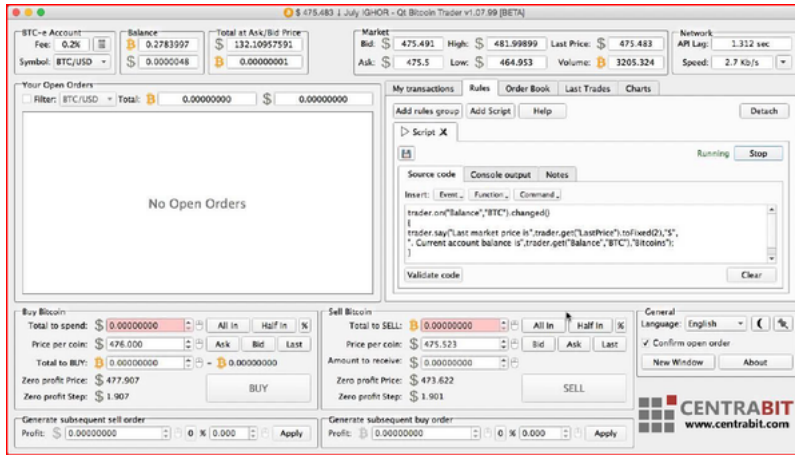 $ 475.483 1 July IGHOR - Qt Bitcoin Trader v1.07.99 [BETA]
BTC-e Account Balance Total at Ask/Bid Price Market Network
Fee: 0.2% 0.2783997 $ 132.10957591 Bid: $ 475.491 High: $ 481.99899 Last Price: $ 475.483 API Lag: 1.312 sec
Symbol: BTC/USD $ 0.0000048 0.00000001 Ask: $ 475.5 Low: $ 464.953 Volume: 3205.324 Speed: 2.7 Kb/s
Your Open Orders
Filter: BTC/USD Total: 0.00000000 $ 0.00000000
No Open Orders
My transactions Rules Order Book Last Trades Charts
Add rules group Add Script Help Detach
Script X
Running Stop
Source code Console output Notes
Insert: Event Function Command
trader.on("Balance","BTC").changed()
{
trader.say("Last market price is",trader.get("LastPrice").toFixed(2),"$",
". Current account balance is",trader.get("Balance","BTC"),"Bitcoins");
}
Validate code Clear
Buy Bitcoin
Total to spend: $ 0.00000000 All In Half In %
Price per coin: $ 476.000 Ask Bid Last
Total to BUY: 0.00000000 - 0.00000000
Zero profit Price: $ 477.907
Zero profit Step: $ 1.907
BUY
Generate subsequent sell order
Profit: $ 0.00000000 0 % 0.000 Apply
Sell Bitcoin
Total to SELL: 0.00000000 All In Half In %
Price per coin: $ 475.523 Bid Ask Last
Amount to receive: $ 0.00000000
Zero profit Price: $ 473.622
Zero profit Step: $ 1.901
SELL
Generate subsequent buy order
Profit: 0.00000000 0 % 0.000 Apply
General
Language: English
Confirm open order
New Window About
CENTRABIT
www.centrabit.com